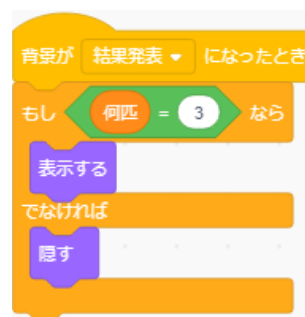 背景が 結果発表 になったとき
もし 何匹 = 3 なら
表示する
でなければ
隠す